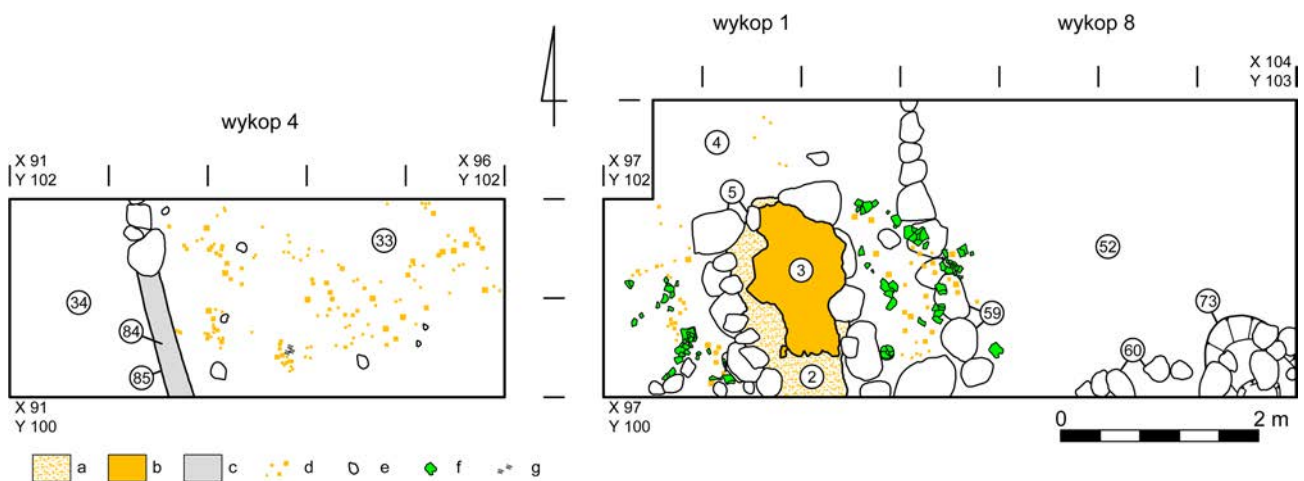 wykop 1
wykop 8
X 104
Y 103
wykop 4
X 91
Y 102
X 96
Y 102
X 97
Y 102
4
5
33
3
52
34
73
84
59
60
85
2
X 91
Y 100
X 97
Y 100
0
2 m
a
b
c
d
e
f
g